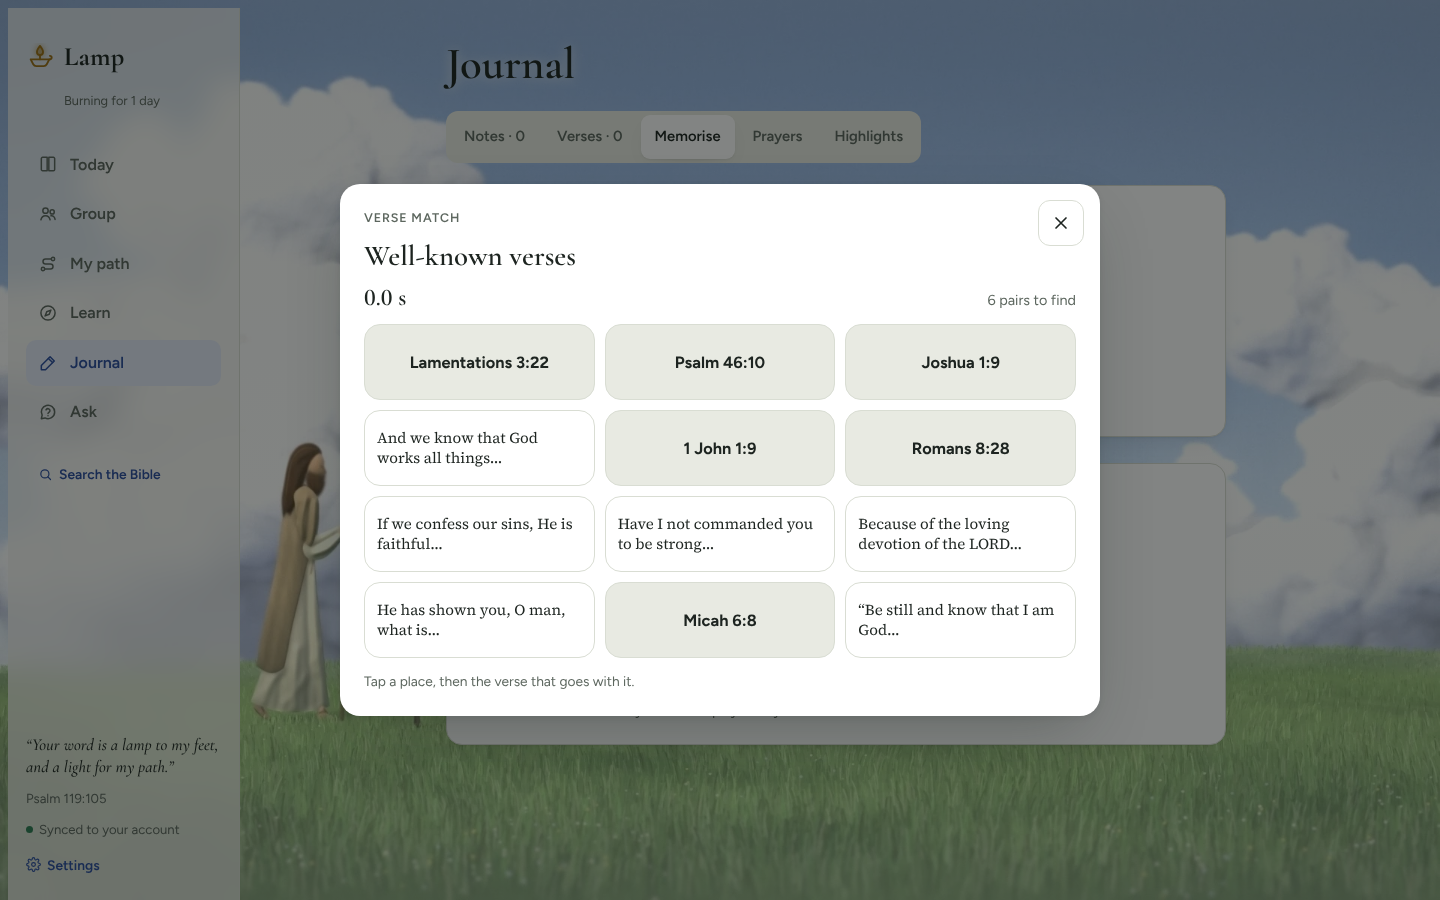 Lamp
Burning for 1 day
Today
Group
My path
Learn
Journal
Ask
Search the Bible
“Your word is a lamp to my feet,
and a light for my path.”
Psalm 119:105
Synced to your account
Settings
Journal
Notes · 0
Verses · 0
Memorise
Prayers
Highlights
VERSE MATCH
Well-known verses
0.0 s
6 pairs to find
Lamentations 3:22
Psalm 46:10
Joshua 1:9
And we know that God
works all things...
1 John 1:9
Romans 8:28
If we confess our sins, He is
faithful...
Have I not commanded you
to be strong...
Because of the loving
devotion of the LORD...
He has shown you, O man,
what is...
Micah 6:8
“Be still and know that I am
God...
Tap a place, then the verse that goes with it.